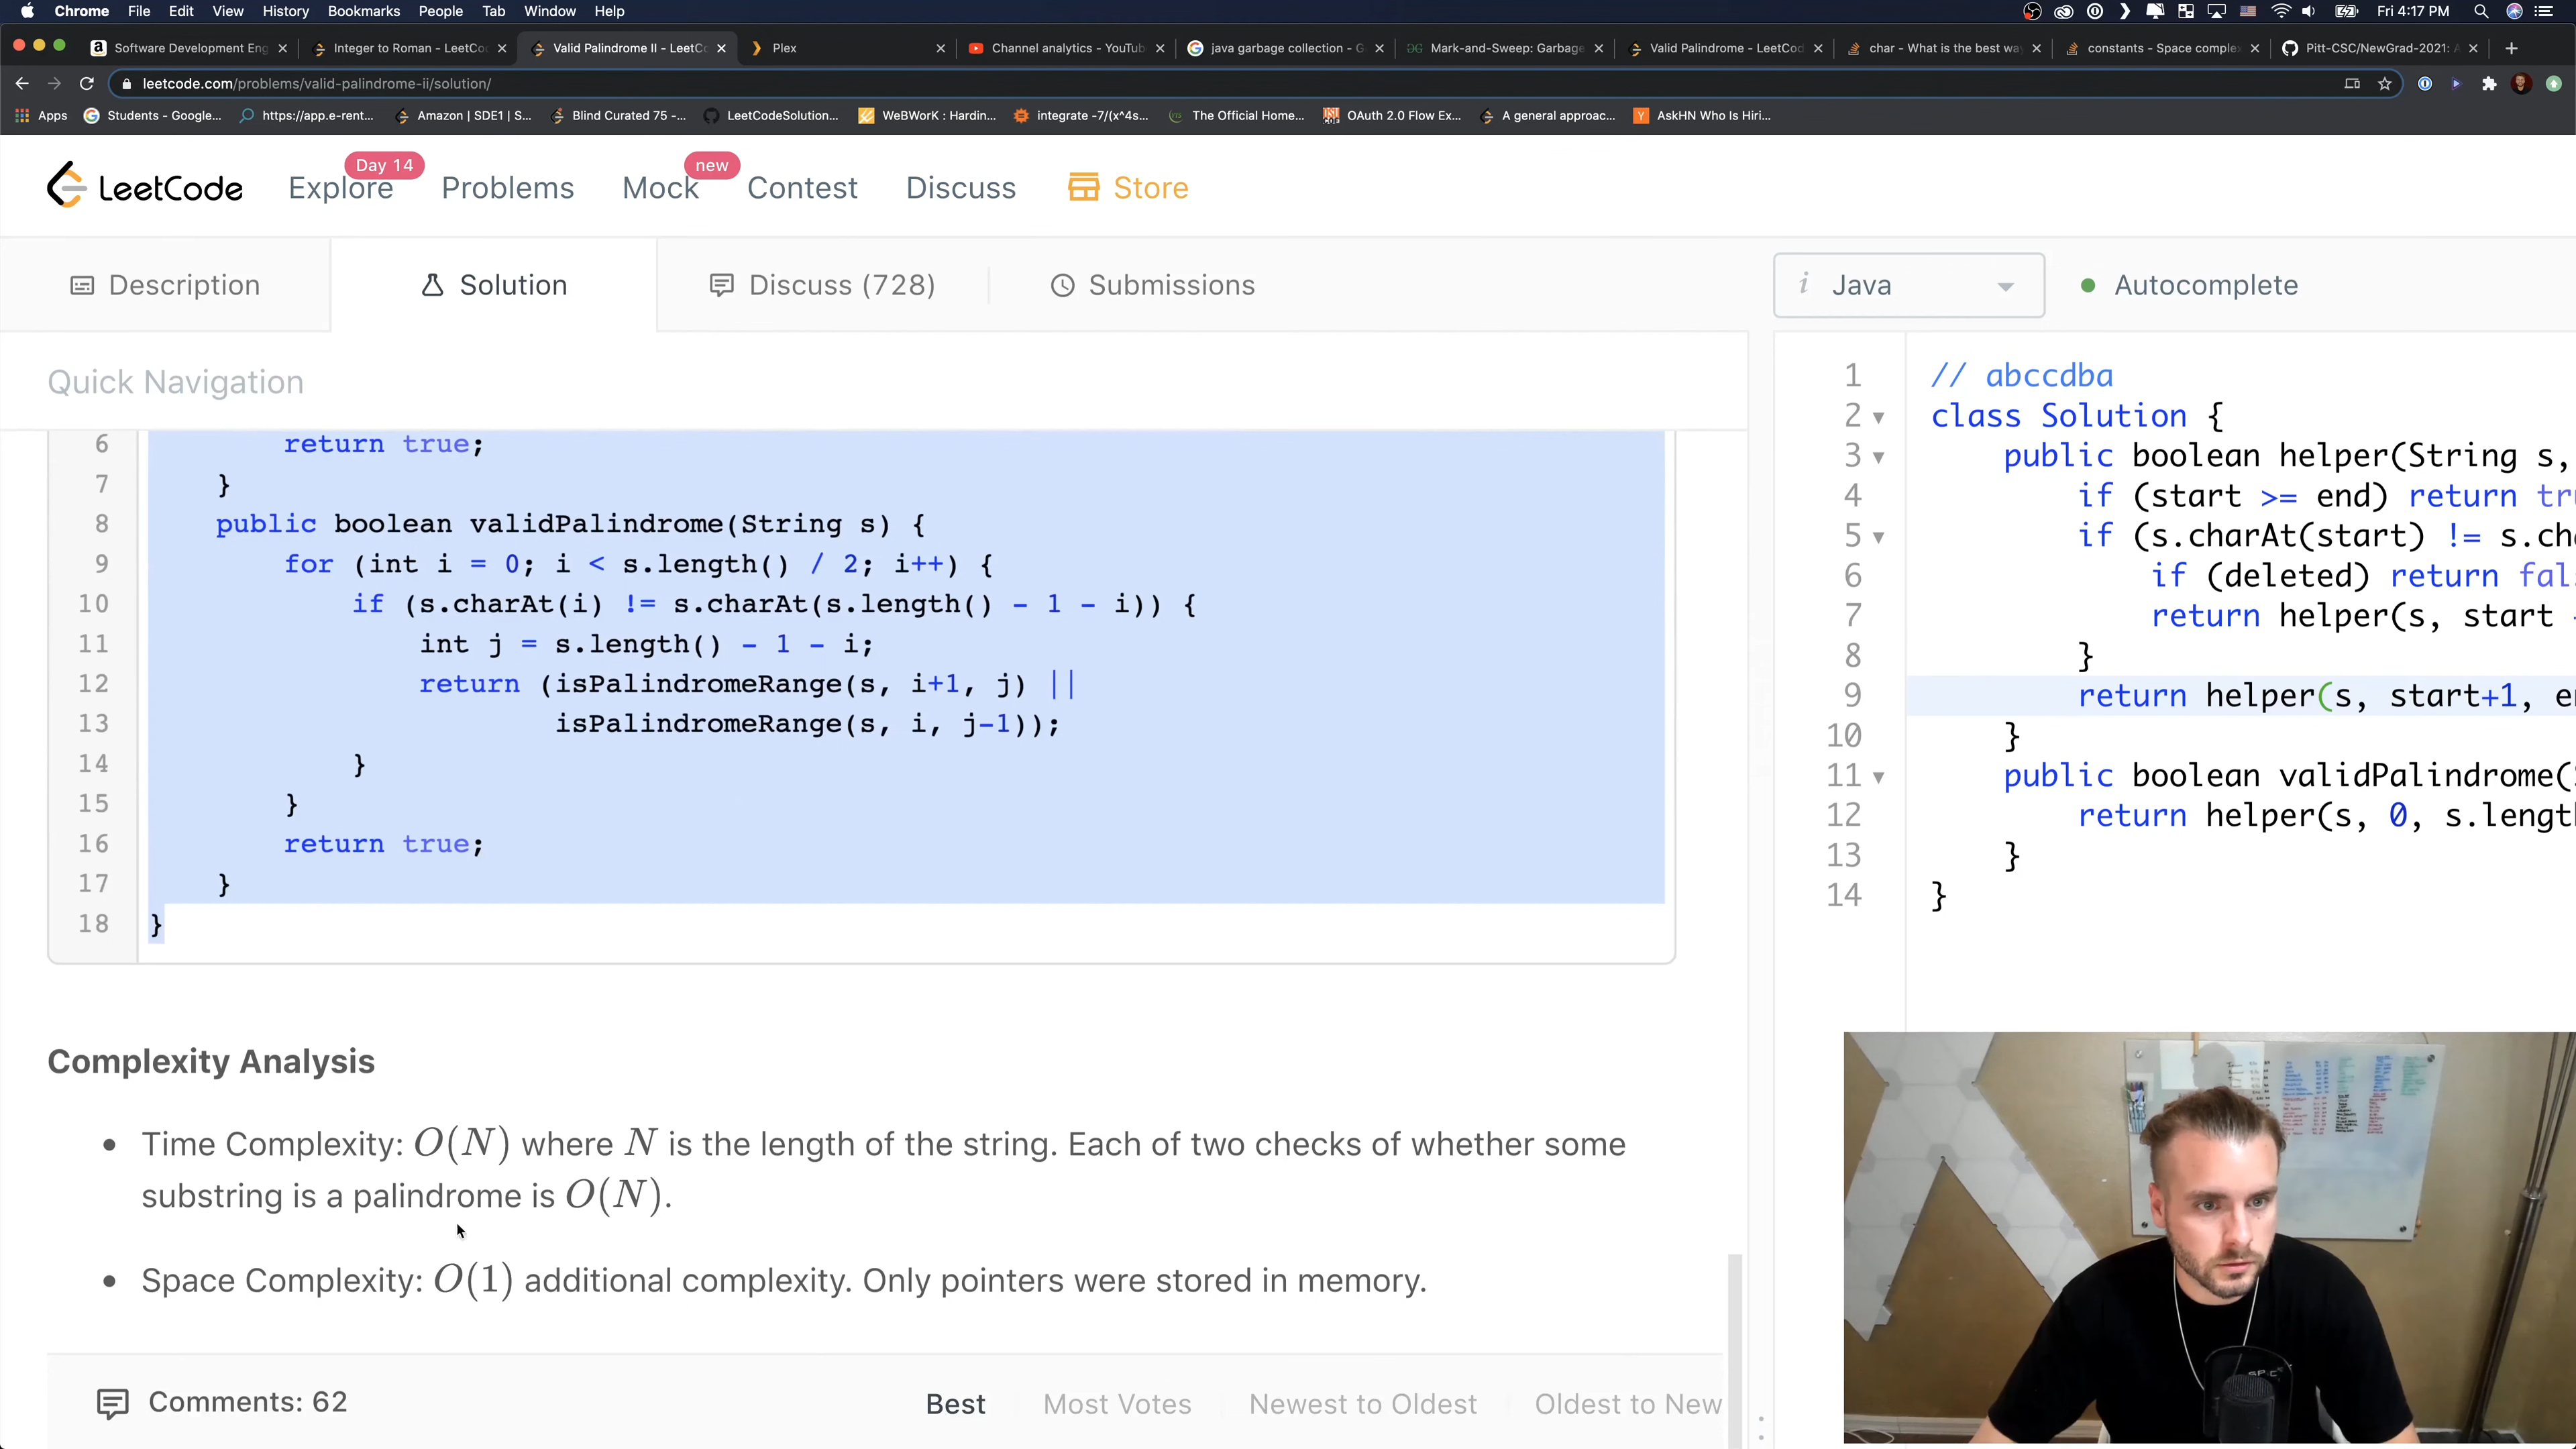 Chrome File Edit View History Bookmarks People Tab Window Help Fri 4:17 PM
Software Development Eng Integer to Roman - LeetCo Valid Palindrome II - LeetCo Plex Channel analytics - YouTub java garbage collection - G Mark-and-Sweep: Garbage Valid Palindrome - LeetCod char - What is the best wa constants - Space comple Pitt-CSC/NewGrad-2021: A
leetcode.com/problems/valid-palindrome-ii/solution/
Apps Students - Google... https://app.e-rent... Amazon | SDE1 | S... Blind Curated 75 -... LeetCodeSolution... WeBWorK : Hardin... integrate -7/(x^4s... The Official Home... OAuth 2.0 Flow Ex... A general approac... AskHN Who Is Hiri...
Day 14 new
LeetCode Explore Problems Mock Contest Discuss Store
Description Solution Discuss (728) Submissions
Quick Navigation
6 return true;
7 }
8 public boolean validPalindrome(String s) {
9 for (int i = 0; i < s.length() / 2; i++) {
10 if (s.charAt(i) != s.charAt(s.length() - 1 - i)) {
11 int j = s.length() - 1 - i;
12 return (isPalindromeRange(s, i+1, j) ||
13 isPalindromeRange(s, i, j-1));
14 }
15 }
16 return true;
17 }
18 }
Complexity Analysis
• Time Complexity: O(N) where N is the length of the string. Each of two checks of whether some
substring is a palindrome is O(N).
• Space Complexity: O(1) additional complexity. Only pointers were stored in memory.
Comments: 62 Best Most Votes Newest to Oldest Oldest to New
i Java Autocomplete
1 // abccdba
2 class Solution {
3 public boolean helper(String s,
4 if (start >= end) return tru
5 if (s.charAt(start) != s.cha
6 if (deleted) return fals
7 return helper(s, start
8 }
9 return helper(s, start+1, en
10 }
11 public boolean validPalindrome(S
12 return helper(s, 0, s.length
13 }
14 }